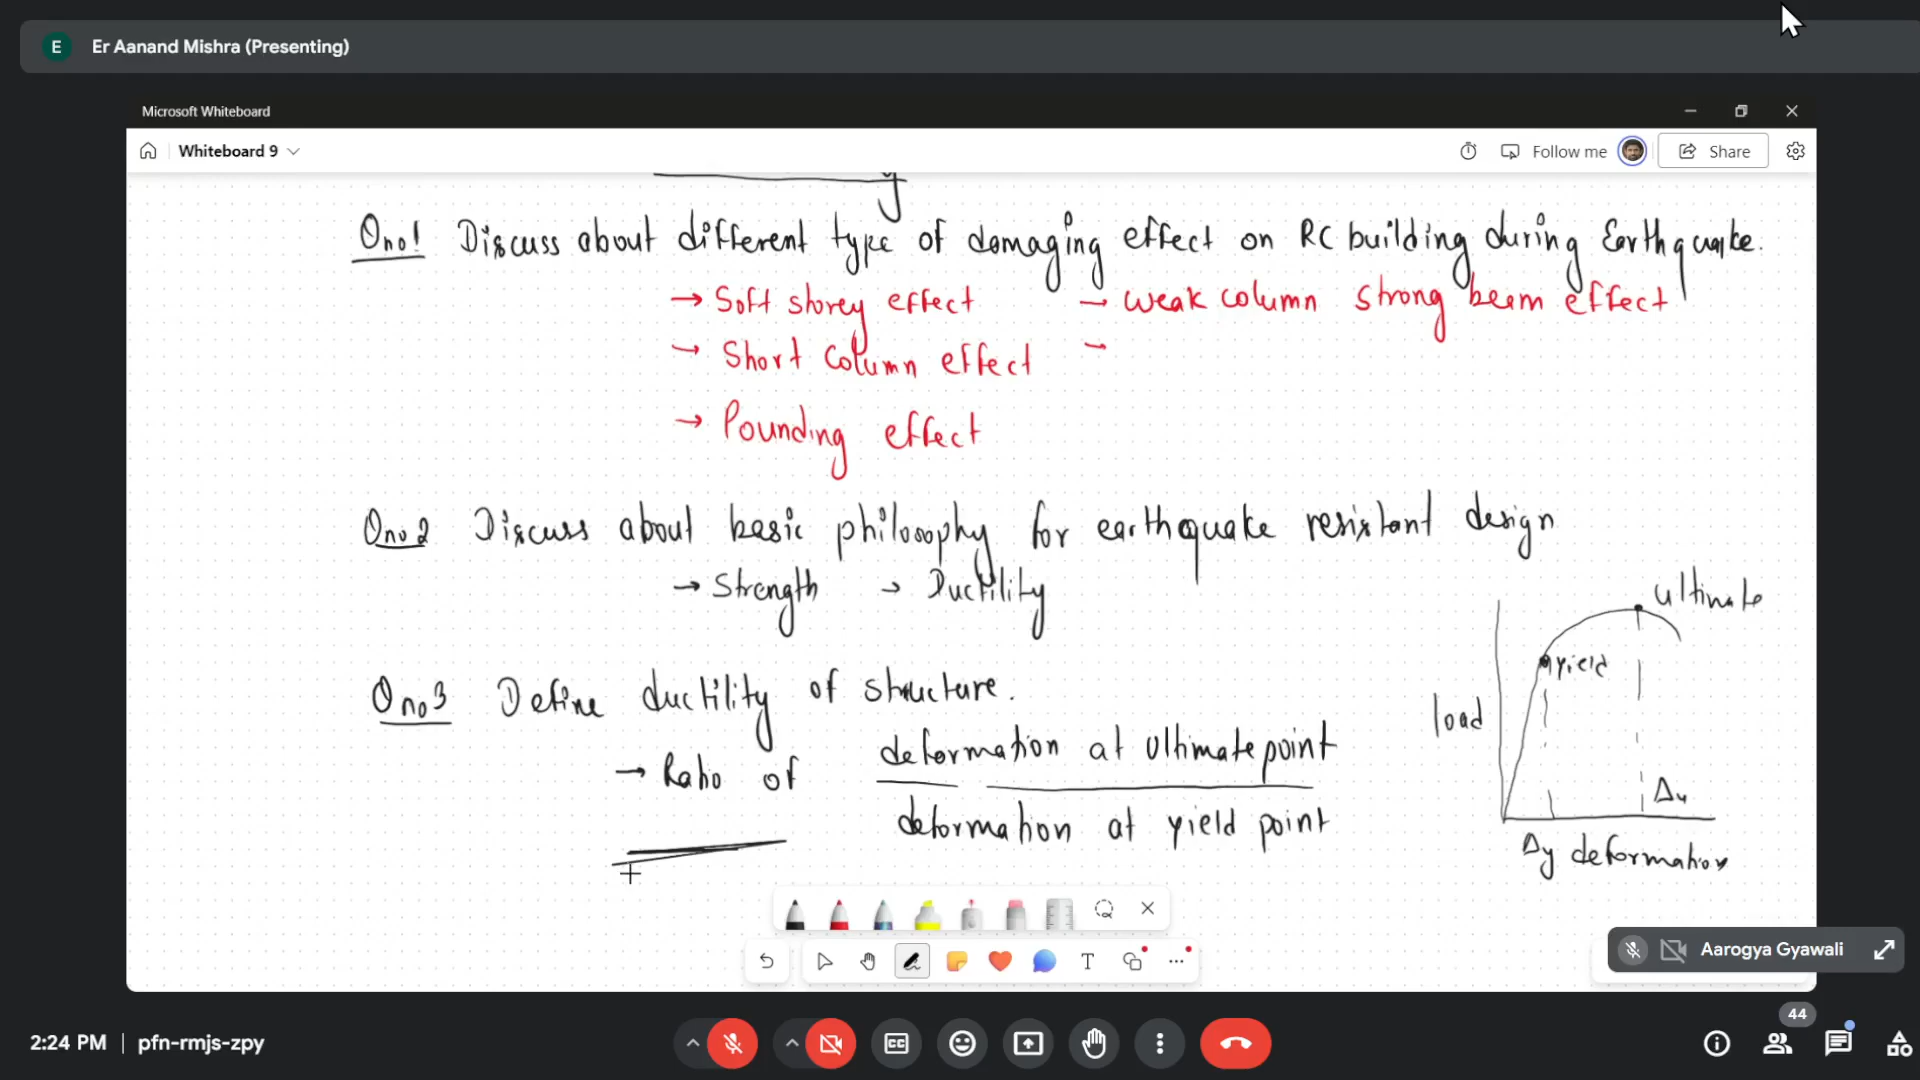 E Er Aanand Mishra (Presenting)
Microsoft Whiteboard
Whiteboard 9
Follow me
Share
Qno1 Discuss about different type of damaging effect on RC building during Earthquake.
→ Soft storey effect → weak column strong beam effect
→ Short column effect →
→ Pounding effect
Qno2 Discuss about basic philosophy for earthquake resistant design
→ Strength → Ductility
ultimate
yield
Qno3 Define ductility of structure.
load
→ Ratio of deformation at ultimate point
deformation at yield point
Δu
Δy deformation
T
Aarogya Gyawali
44
2:24 PM | pfn-rmjs-zpy
CC